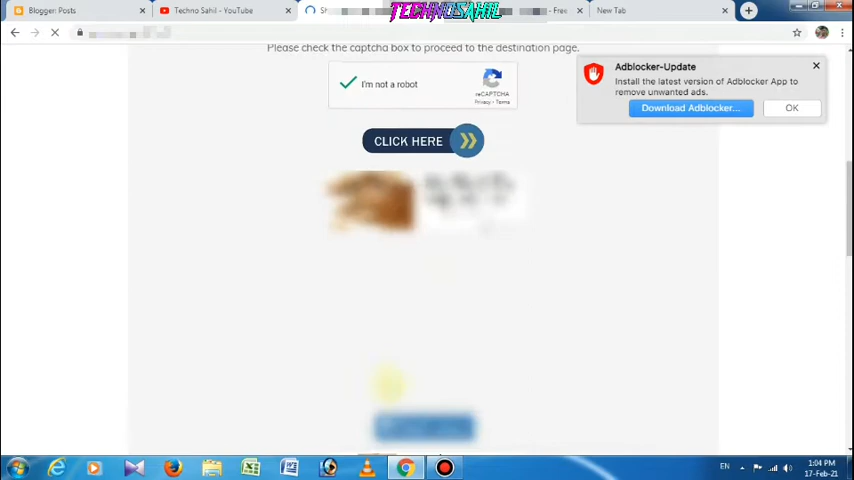 Blogger: Posts
Techno Sahil - YouTube
Sh
- Free
New Tab
TECHNOSAHIL
Please check the captcha box to proceed to the destination page.
I'm not a robot
reCAPTCHA
Privacy - Terms
CLICK HERE
Adblocker-Update
Install the latest version of Adblocker App to
remove unwanted ads.
Download Adblocker...
OK
EN
1:04 PM
17-Feb-21